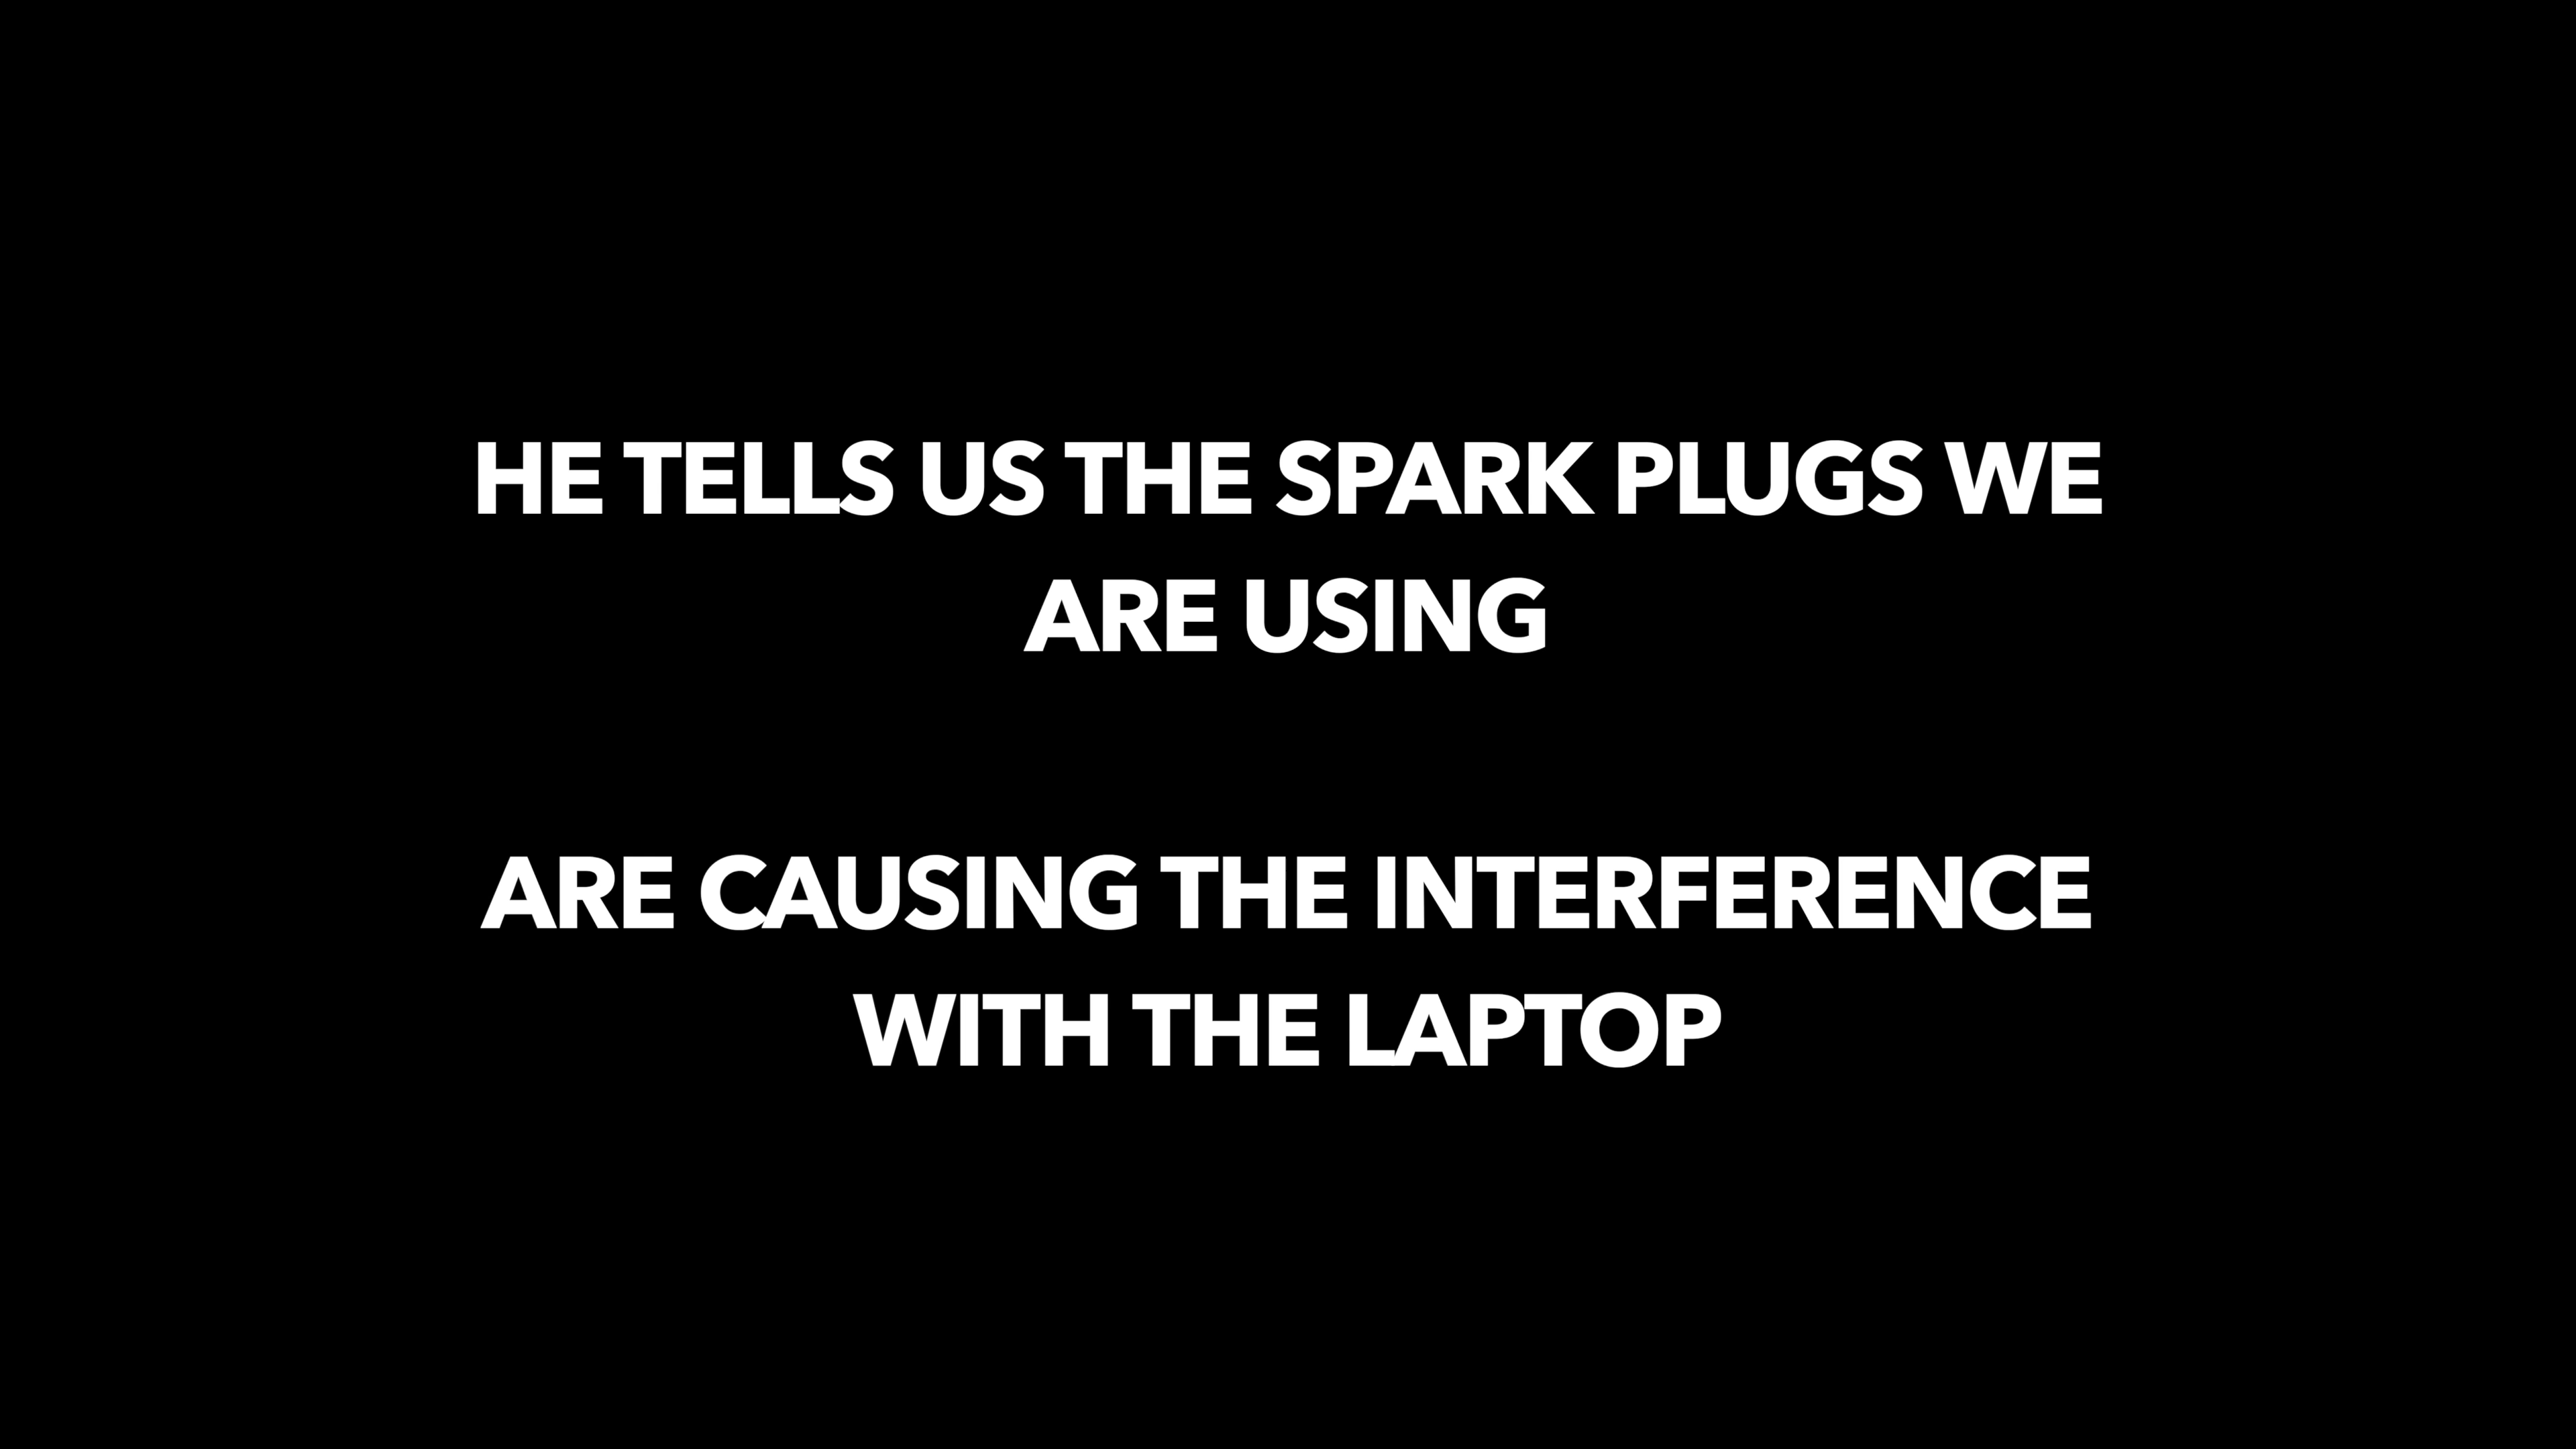 HE TELLS US THE SPARK PLUGS WE
ARE USING
ARE CAUSING THE INTERFERENCE
WITH THE LAPTOP